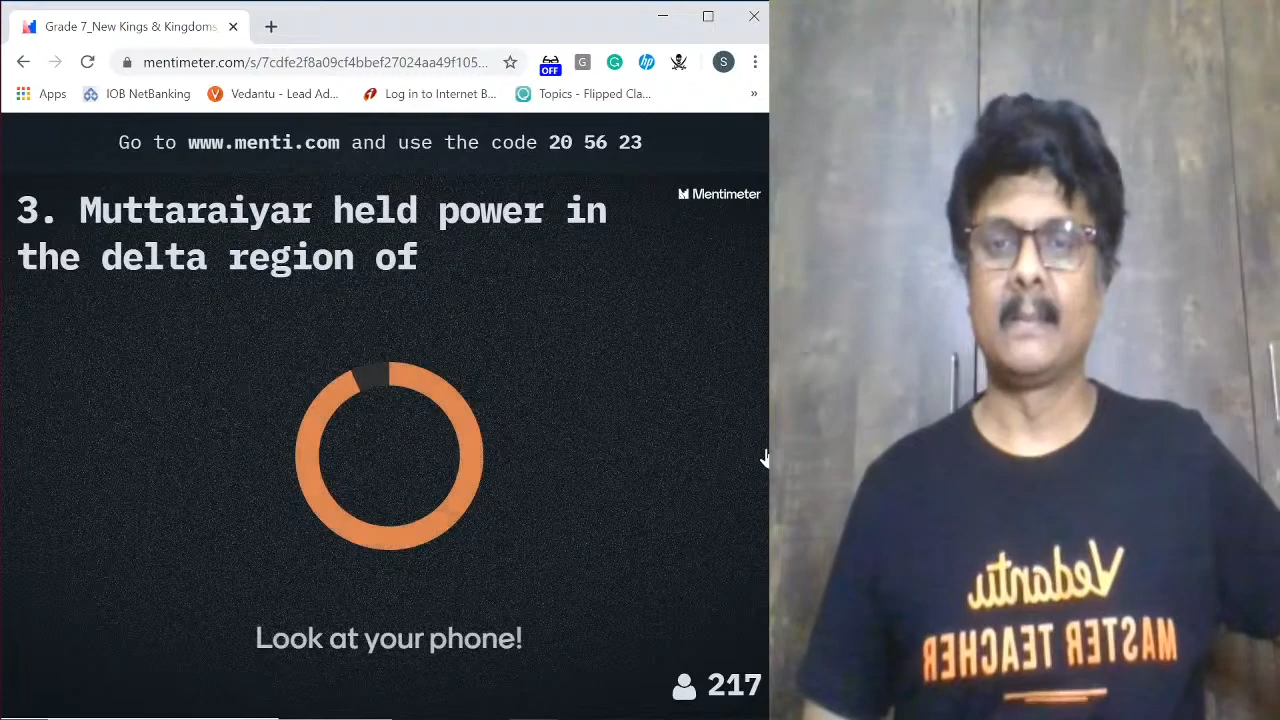 Grade 7_New Kings & Kingdoms
mentimeter.com/s/7cdfe2f8a09cf4bbef27024aa49f105...
OFF
G
G
hp
S
Apps
IOB NetBanking
Vedantu - Lead Ad...
Log in to Internet B...
Topics - Flipped Cla...
»
Go to www.menti.com and use the code 20 56 23
Mentimeter
3. Muttaraiyar held power in
the delta region of
Look at your phone!
217
Vedantu
MASTER TEACHER